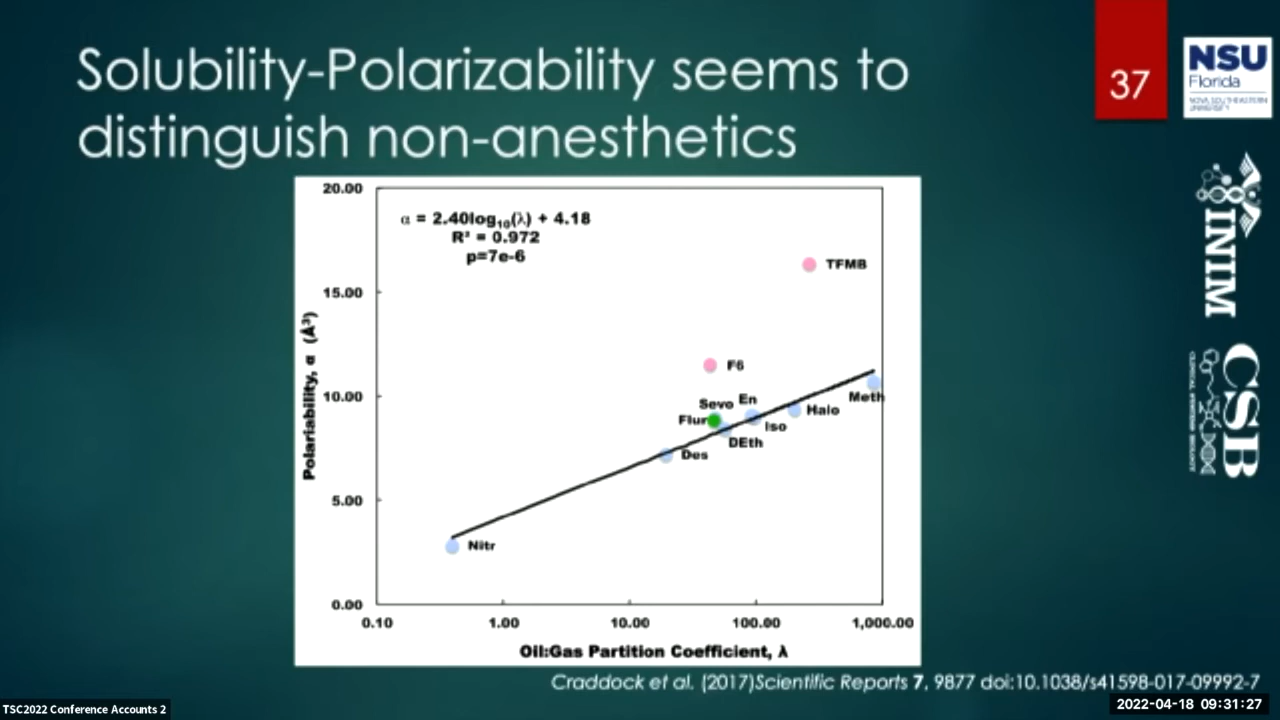 Solubility-Polarizability seems to
distinguish non-anesthetics
37
NSU
Florida
NOVA SOUTHEASTERN
UNIVERSITY
INIM
CSB
20.00
15.00
10.00
5.00
0.00
Polariability, α (Å³)
α = 2.40log₁₀(λ) + 4.18
R² = 0.972
p=7e-6
TFMB
F6
Sevo
En
Flur
Meth
Halo
Iso
DEth
Des
Nitr
0.10
1.00
10.00
100.00
1,000.00
Oil:Gas Partition Coefficient, λ
Craddock et al. (2017)Scientific Reports 7, 9877 doi:10.1038/s41598-017-09992-7
TSC2022 Conference Accounts 2
2022-04-18 09:31:27